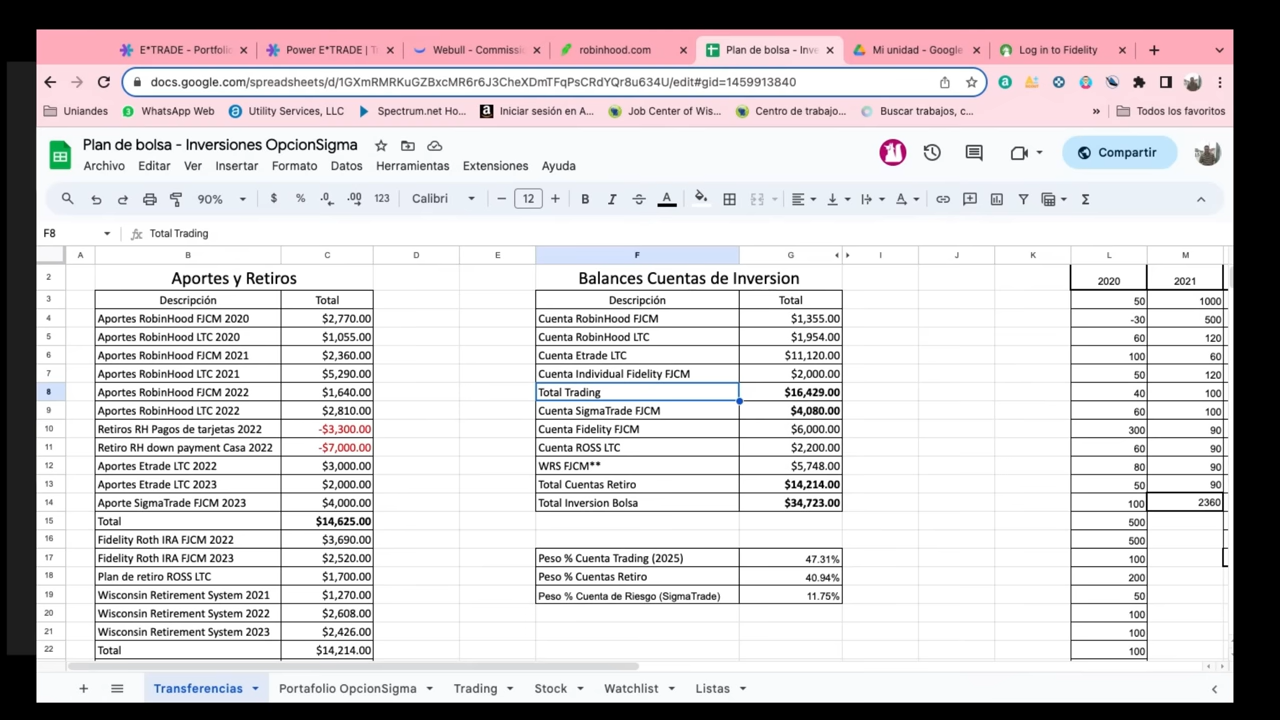 E*TRADE - Portfoli
Power E*TRADE | T
Webull - Commissi
robinhood.com
Plan de bolsa - Inve
Mi unidad - Google
Log in to Fidelity
docs.google.com/spreadsheets/d/1GXmRMRKuGZBxcMR6r6J3CheXDmTFqPsCRdYQr8u634U/edit#gid=1459913840
Uniandes
WhatsApp Web
Utility Services, LLC
Spectrum.net Ho...
Iniciar sesión en A...
Job Center of Wis...
Centro de trabajo...
Buscar trabajos, c...
Todos los favoritos
Plan de bolsa - Inversiones OpcionSigma
Archivo Editar Ver Insertar Formato Datos Herramientas Extensiones Ayuda
Compartir
90% $ % .0 .00 123 Calibri 12 B I A
F8 fx Total Trading
A B C D E F G I J K L M
2 Aportes y Retiros Balances Cuentas de Inversion 2020 2021
3 Descripción Total Descripción Total 50 1000
4 Aportes RobinHood FJCM 2020 $2,770.00 Cuenta RobinHood FJCM $1,355.00 -30 500
5 Aportes RobinHood LTC 2020 $1,055.00 Cuenta RobinHood LTC $1,954.00 60 120
6 Aportes RobinHood FJCM 2021 $2,360.00 Cuenta Etrade LTC $11,120.00 100 60
7 Aportes RobinHood LTC 2021 $5,290.00 Cuenta Individual Fidelity FJCM $2,000.00 50 120
8 Aportes RobinHood FJCM 2022 $1,640.00 Total Trading $16,429.00 40 100
9 Aportes RobinHood LTC 2022 $2,810.00 Cuenta SigmaTrade FJCM $4,080.00 60 100
10 Retiros RH Pagos de tarjetas 2022 -$3,300.00 Cuenta Fidelity FJCM $6,000.00 300 90
11 Retiro RH down payment Casa 2022 -$7,000.00 Cuenta ROSS LTC $2,200.00 60 90
12 Aportes Etrade LTC 2022 $3,000.00 WRS FJCM** $5,748.00 80 90
13 Aportes Etrade LTC 2023 $2,000.00 Total Cuentas Retiro $14,214.00 50 90
14 Aporte SigmaTrade FJCM 2023 $4,000.00 Total Inversion Bolsa $34,723.00 100 2360
15 Total $14,625.00 500
16 Fidelity Roth IRA FJCM 2022 $3,690.00 500
17 Fidelity Roth IRA FJCM 2023 $2,520.00 Peso % Cuenta Trading (2025) 47.31% 100
18 Plan de retiro ROSS LTC $1,700.00 Peso % Cuentas Retiro 40.94% 200
19 Wisconsin Retirement System 2021 $1,270.00 Peso % Cuenta de Riesgo (SigmaTrade) 11.75% 50
20 Wisconsin Retirement System 2022 $2,608.00 100
21 Wisconsin Retirement System 2023 $2,426.00 100
22 Total $14,214.00 100
Transferencias Portafolio OpcionSigma Trading Stock Watchlist Listas